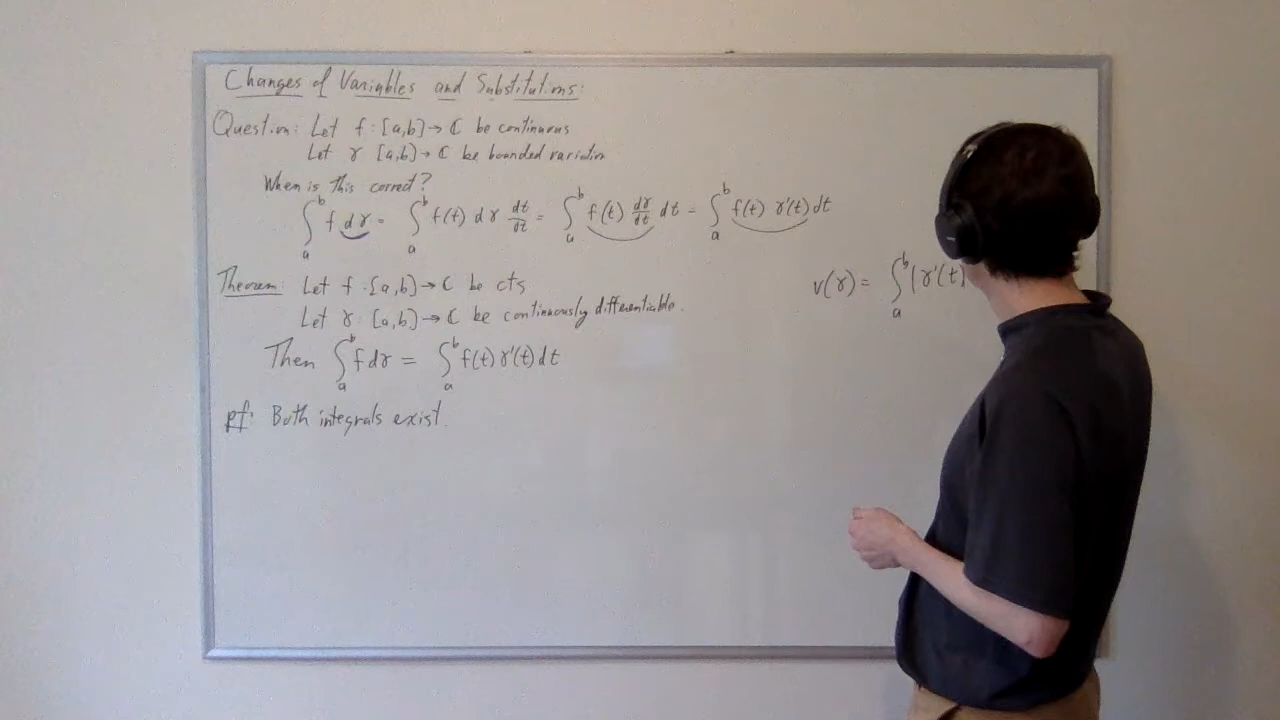 Changes of Variables and Substitutions:
Question: Let f: [a,b] → ℂ be continuous
Let γ [a,b] → ℂ be bounded variation
When is this correct?
∫_a^b f dγ = ∫_a^b f(t) dγ dt/dt = ∫_a^b f(t) dγ/dt dt = ∫_a^b f(t) γ'(t) dt
Theorem: Let f: [a,b] → ℂ be cts
v(γ) = ∫_a^b |γ'(t)
Let γ: [a,b] → ℂ be continuously differentiable.
Then ∫_a^b f dγ = ∫_a^b f(t) γ'(t) dt
pf: Both integrals exist.